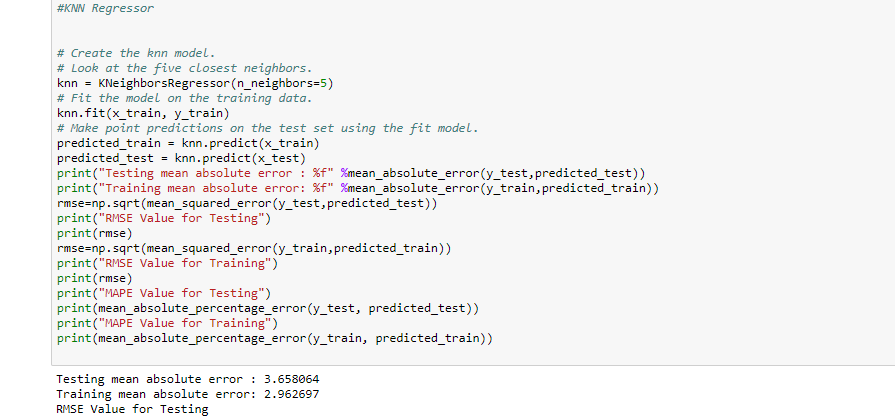 #KNN Regressor
# Create the knn model.
# Look at the five closest neighbors.
knn = KNeighborsRegressor(n_neighbors=5)
# Fit the model on the training data.
knn.fit(x_train, y_train)
# Make point predictions on the test set using the fit model.
predicted_train = knn.predict(x_train)
predicted_test = knn.predict(x_test)
print("Testing mean absolute error : %f" %mean_absolute_error(y_test,predicted_test))
print("Training mean absolute error: %f" %mean_absolute_error(y_train,predicted_train))
rmse=np.sqrt(mean_squared_error(y_test,predicted_test))
print("RMSE Value for Testing")
print(rmse)
rmse=np.sqrt(mean_squared_error(y_train,predicted_train))
print("RMSE Value for Training")
print(rmse)
print("MAPE Value for Testing")
print(mean_absolute_percentage_error(y_test, predicted_test))
print("MAPE Value for Training")
print(mean_absolute_percentage_error(y_train, predicted_train))
Testing mean absolute error : 3.658064
Training mean absolute error: 2.962697
RMSE Value for Testing